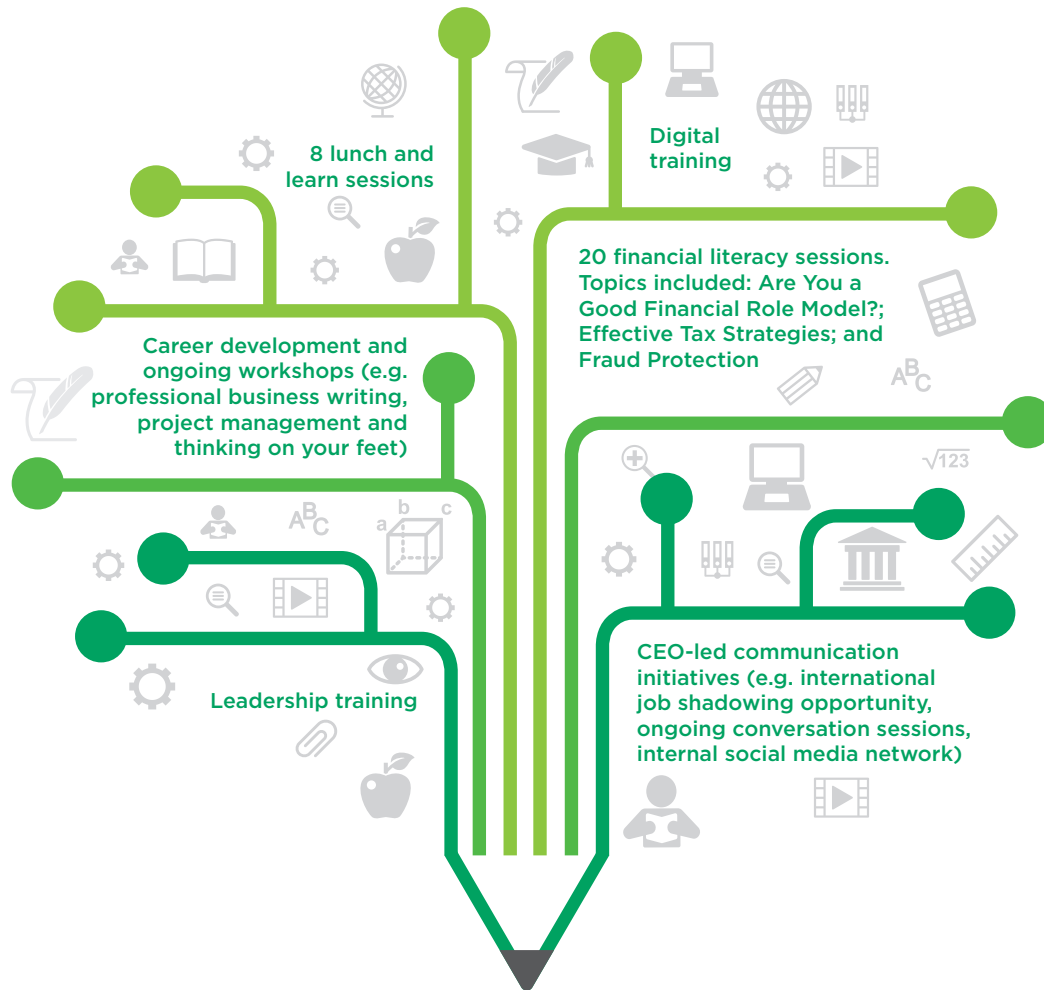 8 lunch and
learn sessions
Digital
training
20 financial literacy sessions.
Topics included: Are You a
Good Financial Role Model?;
Effective Tax Strategies; and
Fraud Protection
Career development and
ongoing workshops (e.g.
professional business writing,
project management and
thinking on your feet)
ABC
√123
ABC
a b c
Leadership training
CEO-led communication
initiatives (e.g. international
job shadowing opportunity,
ongoing conversation sessions,
internal social media network)